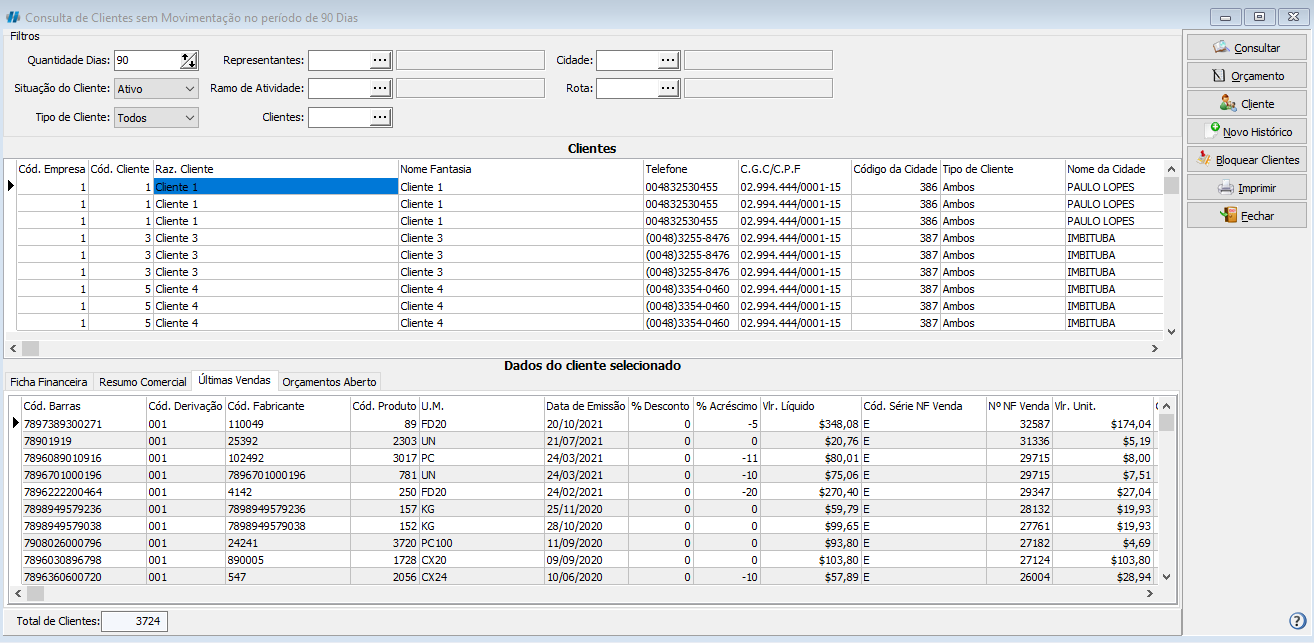 Consulta de Clientes sem Movimentação no período de 90 Dias
Filtros
Quantidade Dias: 90 Representantes: ... Cidade: ...
Situação do Cliente: Ativo Ramo de Atividade: ... Rota: ...
Tipo de Cliente: Todos Clientes: ...
Consultar
Orçamento
Cliente
Novo Histórico
Bloquear Clientes
Imprimir
Fechar
Clientes
Cód. Empresa Cód. Cliente Raz. Cliente Nome Fantasia Telefone C.G.C/C.P.F Código da Cidade Tipo de Cliente Nome da Cidade
1 1 Cliente 1 Cliente 1 004832530455 02.994.444/0001-15 386 Ambos PAULO LOPES
1 1 Cliente 1 Cliente 1 004832530455 02.994.444/0001-15 386 Ambos PAULO LOPES
1 1 Cliente 1 Cliente 1 004832530455 02.994.444/0001-15 386 Ambos PAULO LOPES
1 3 Cliente 3 Cliente 3 (0048)3255-8476 02.994.444/0001-15 387 Ambos IMBITUBA
1 3 Cliente 3 Cliente 3 (0048)3255-8476 02.994.444/0001-15 387 Ambos IMBITUBA
1 3 Cliente 3 Cliente 3 (0048)3255-8476 02.994.444/0001-15 387 Ambos IMBITUBA
1 5 Cliente 4 Cliente 4 (0048)3354-0460 02.994.444/0001-15 387 Ambos IMBITUBA
1 5 Cliente 4 Cliente 4 (0048)3354-0460 02.994.444/0001-15 387 Ambos IMBITUBA
1 5 Cliente 4 Cliente 4 (0048)3354-0460 02.994.444/0001-15 387 Ambos IMBITUBA
Dados do cliente selecionado
Ficha Financeira Resumo Comercial Últimas Vendas Orçamentos Aberto
Cód. Barras Cód. Derivação Cód. Fabricante Cód. Produto U.M. Data de Emissão % Desconto % Acréscimo Vlr. Líquido Cód. Série NF Venda Nº NF Venda Vlr. Unit.
7897389300271 001 110049 89 FD20 20/10/2021 0 -5 $348,08 E 32587 $174,04
78901919 001 25392 2303 UN 21/07/2021 0 0 $20,76 E 31336 $5,19
7896089010916 001 102492 3017 PC 24/03/2021 0 -11 $80,01 E 29715 $8,00
7896701000196 001 7896701000196 781 UN 24/03/2021 0 -10 $75,06 E 29715 $7,51
7896222200464 001 4142 250 FD20 24/02/2021 0 -20 $270,40 E 29347 $27,04
7898949579236 001 7898949579236 157 KG 25/11/2020 0 0 $59,79 E 28132 $19,93
7898949579038 001 7898949579038 152 KG 28/10/2020 0 0 $99,65 E 27761 $19,93
7908026000796 001 24241 3720 PC100 11/09/2020 0 0 $93,80 E 27182 $4,69
7896030896798 001 890005 1728 CX20 09/09/2020 0 0 $103,80 E 27124 $103,80
7896360600720 001 547 2056 CX24 10/06/2020 0 -10 $57,89 E 26004 $28,94
Total de Clientes: 3724
?